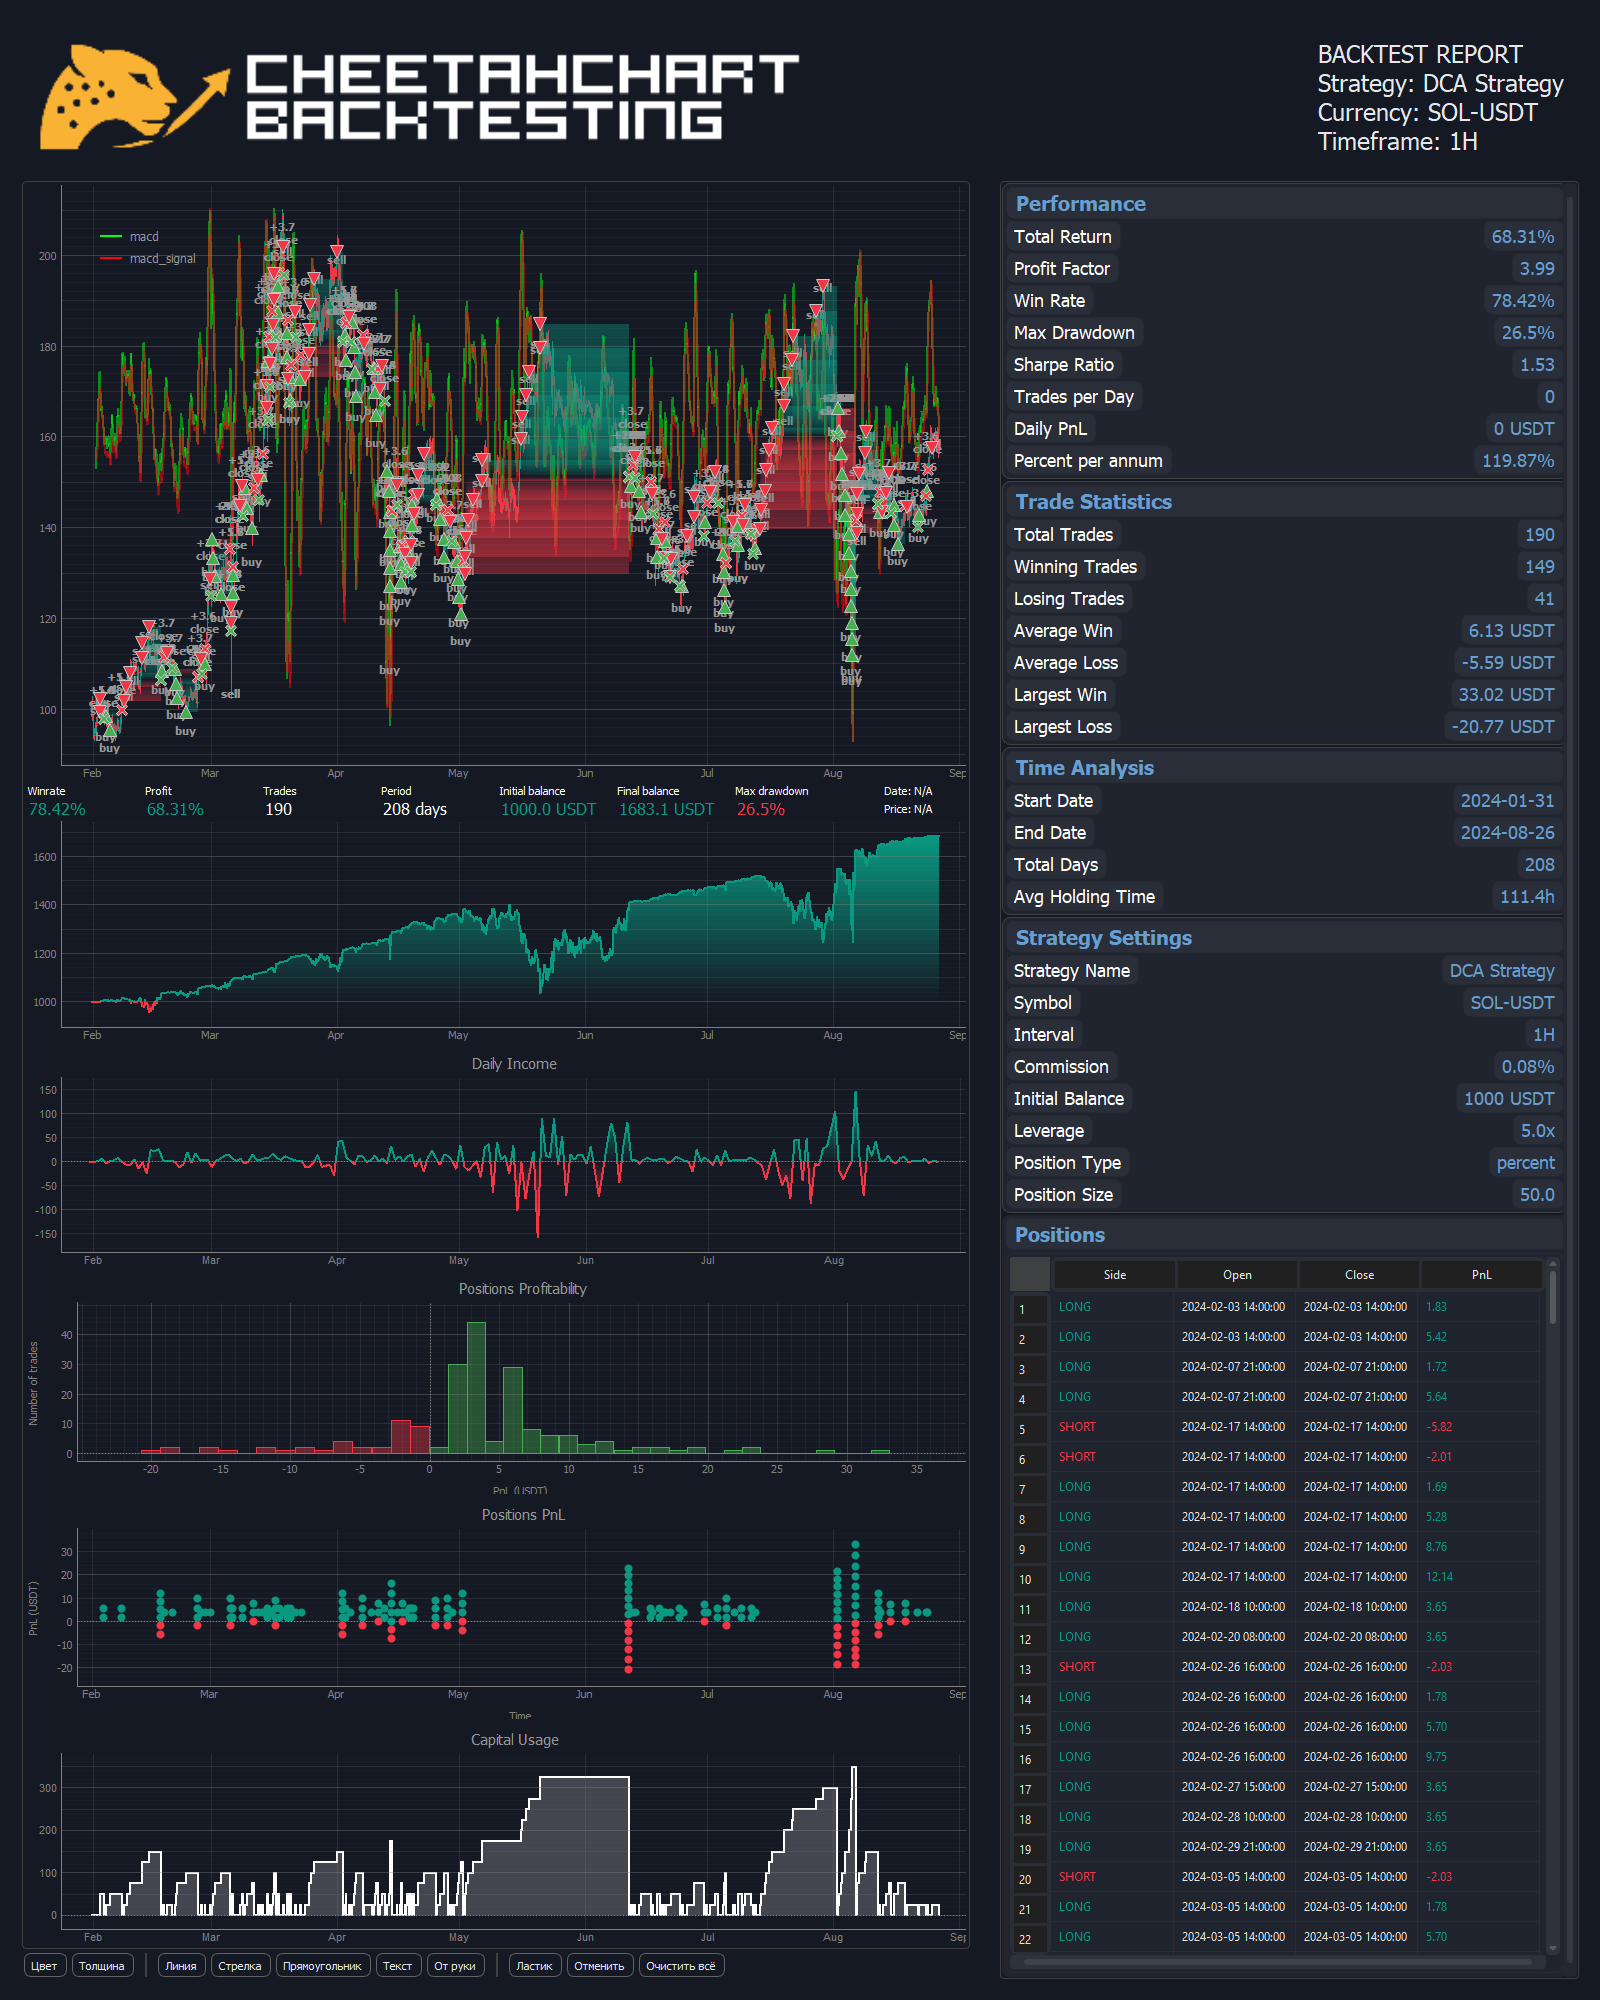 CHEETAHCHART
BACKTESTING
BACKTEST REPORT
Strategy: DCA Strategy
Currency: SOL-USDT
Timeframe: 1H
macd
macd_signal
200
180
160
140
120
100
Feb Mar Apr May Jun Jul Aug Sep
Winrate Profit Trades Period Initial balance Final balance Max drawdown Date: N/A
78.42% 68.31% 190 208 days 1000.0 USDT 1683.1 USDT 26.5% Price: N/A
1600
1400
1200
1000
Feb Mar Apr May Jun Jul Aug Sep
Daily Income
150
100
50
0
-50
-100
-150
Feb Mar Apr May Jun Jul Aug
Positions Profitability
Number of trades
40
30
20
10
0
-20 -15 -10 -5 0 5 10 15 20 25 30 35
PnL (USDT)
Positions PnL
PnL (USDT)
30
20
10
0
-10
-20
Feb Mar Apr May Jun Jul Aug Sep
Time
Capital Usage
300
200
100
0
Feb Mar Apr May Jun Jul Aug Sep
Цвет Толщина Линия Стрелка Прямоугольник Текст От руки Ластик Отменить Очистить всё
Performance
Total Return 68.31%
Profit Factor 3.99
Win Rate 78.42%
Max Drawdown 26.5%
Sharpe Ratio 1.53
Trades per Day 0
Daily PnL 0 USDT
Percent per annum 119.87%
Trade Statistics
Total Trades 190
Winning Trades 149
Losing Trades 41
Average Win 6.13 USDT
Average Loss -5.59 USDT
Largest Win 33.02 USDT
Largest Loss -20.77 USDT
Time Analysis
Start Date 2024-01-31
End Date 2024-08-26
Total Days 208
Avg Holding Time 111.4h
Strategy Settings
Strategy Name DCA Strategy
Symbol SOL-USDT
Interval 1H
Commission 0.08%
Initial Balance 1000 USDT
Leverage 5.0x
Position Type percent
Position Size 50.0
Positions
Side Open Close PnL
1 LONG 2024-02-03 14:00:00 2024-02-03 14:00:00 1.83
2 LONG 2024-02-03 14:00:00 2024-02-03 14:00:00 5.42
3 LONG 2024-02-07 21:00:00 2024-02-07 21:00:00 1.72
4 LONG 2024-02-07 21:00:00 2024-02-07 21:00:00 5.64
5 SHORT 2024-02-17 14:00:00 2024-02-17 14:00:00 -5.82
6 SHORT 2024-02-17 14:00:00 2024-02-17 14:00:00 -2.01
7 LONG 2024-02-17 14:00:00 2024-02-17 14:00:00 1.69
8 LONG 2024-02-17 14:00:00 2024-02-17 14:00:00 5.28
9 LONG 2024-02-17 14:00:00 2024-02-17 14:00:00 8.76
10 LONG 2024-02-17 14:00:00 2024-02-17 14:00:00 12.14
11 LONG 2024-02-18 10:00:00 2024-02-18 10:00:00 3.65
12 LONG 2024-02-20 08:00:00 2024-02-20 08:00:00 3.65
13 SHORT 2024-02-26 16:00:00 2024-02-26 16:00:00 -2.03
14 LONG 2024-02-26 16:00:00 2024-02-26 16:00:00 1.78
15 LONG 2024-02-26 16:00:00 2024-02-26 16:00:00 5.70
16 LONG 2024-02-26 16:00:00 2024-02-26 16:00:00 9.75
17 LONG 2024-02-27 15:00:00 2024-02-27 15:00:00 3.65
18 LONG 2024-02-28 10:00:00 2024-02-28 10:00:00 3.65
19 LONG 2024-02-29 21:00:00 2024-02-29 21:00:00 3.65
20 SHORT 2024-03-05 14:00:00 2024-03-05 14:00:00 -2.03
21 LONG 2024-03-05 14:00:00 2024-03-05 14:00:00 1.78
22 LONG 2024-03-05 14:00:00 2024-03-05 14:00:00 5.70